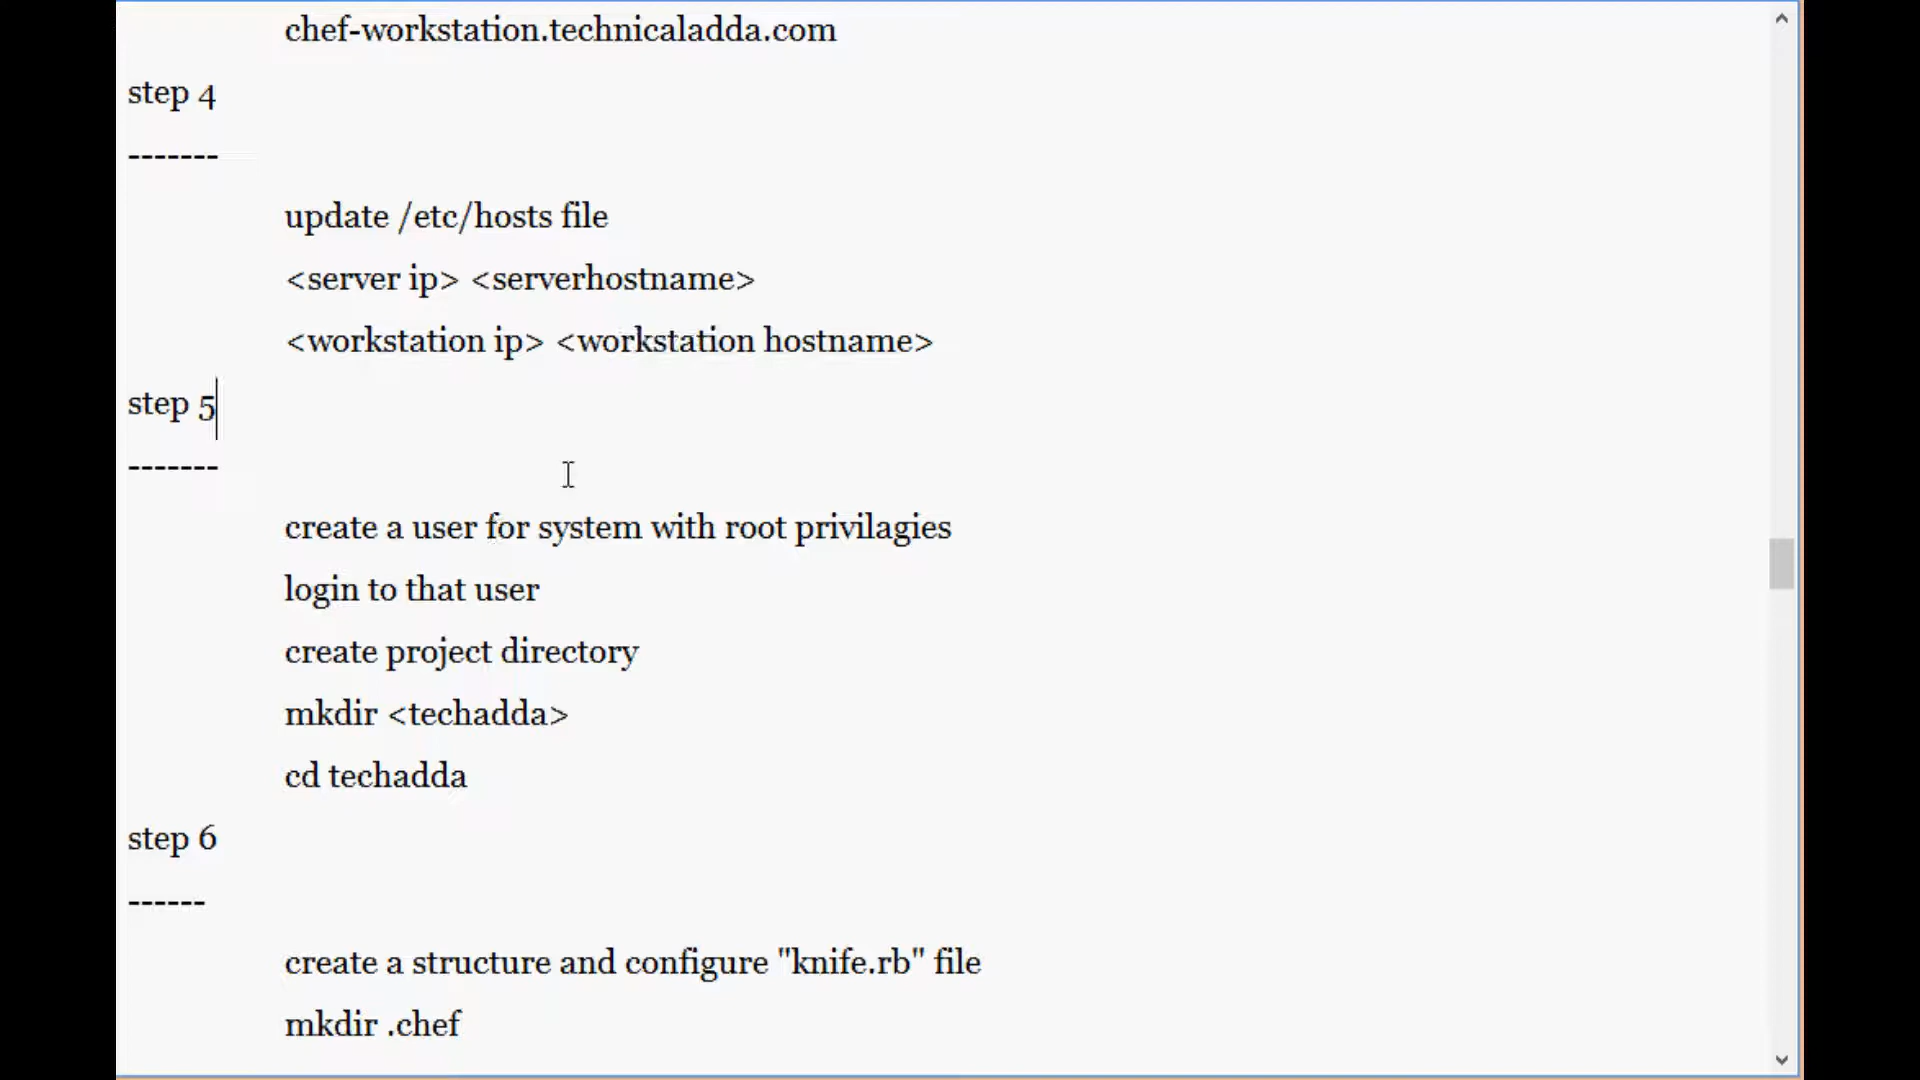 chef-workstation.technicaladda.com
step 4
-------
update /etc/hosts file
<server ip> <serverhostname>
<workstation ip> <workstation hostname>
step 5
-------
create a user for system with root privilagies
login to that user
create project directory
mkdir <techadda>
cd techadda
step 6
------
create a structure and configure "knife.rb" file
mkdir .chef